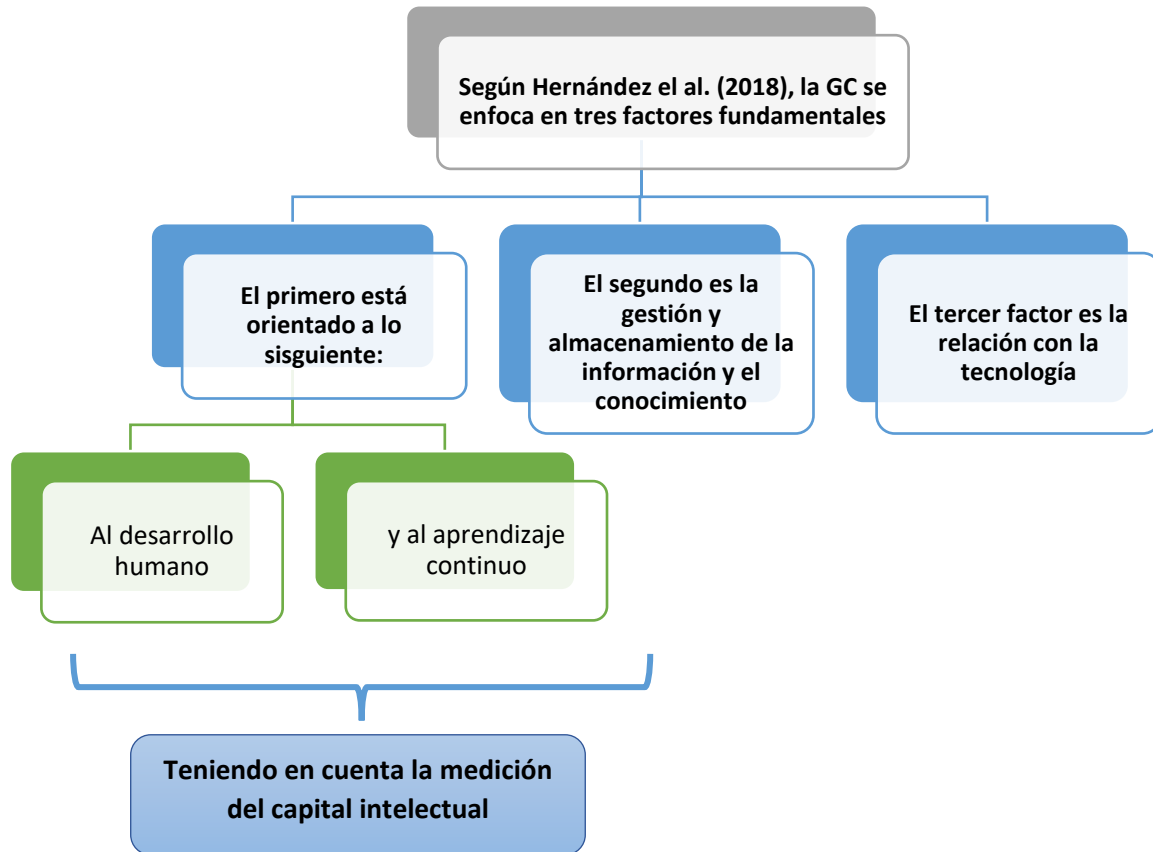 Según Hernández el al. (2018), la GC se
enfoca en tres factores fundamentales
El primero está
orientado a lo
sisguiente:
El segundo es la
gestión y
almacenamiento de la
información y el
conocimiento
El tercer factor es la
relación con la
tecnología
Al desarrollo
humano
y al aprendizaje
continuo
Teniendo en cuenta la medición
del capital intelectual